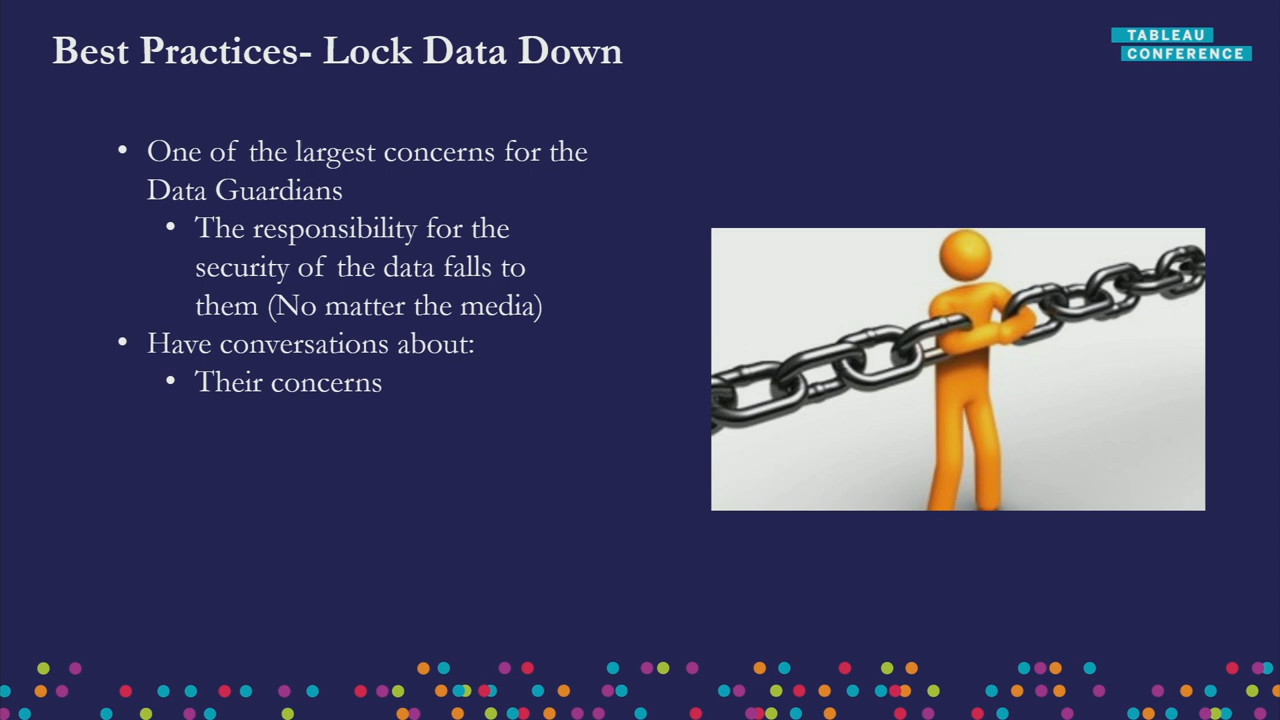 Best Practices- Lock Data Down
TABLEAU
CONFERENCE
• One of the largest concerns for the
Data Guardians
• The responsibility for the
security of the data falls to
them (No matter the media)
• Have conversations about:
• Their concerns